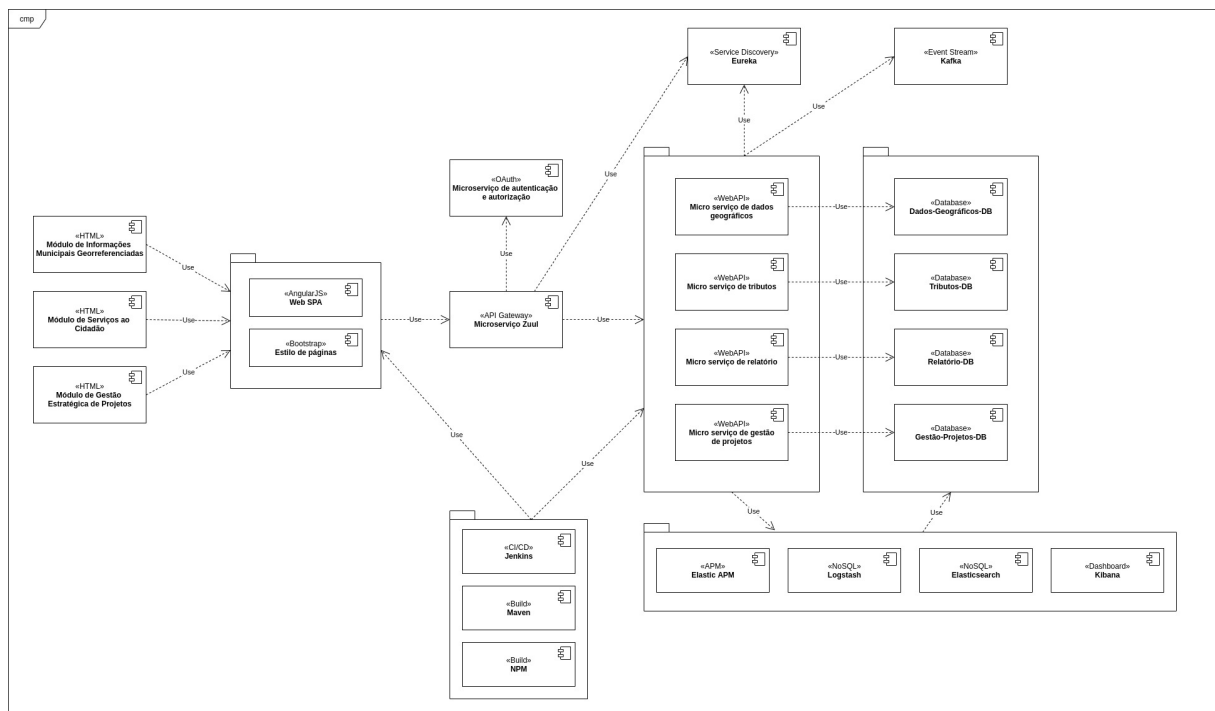 cmp
«Service Discovery»
Eureka
«Event Stream»
Kafka
Use
Use
Use
«OAuth»
Microserviço de autenticação
e autorização
Use
«HTML»
Módulo de Informações
Municipais Georreferenciadas
Use
«HTML»
Módulo de Serviços ao
Cidadão
Use
«HTML»
Módulo de Gestão
Estratégica de Projetos
Use
«AngularJS»
Web SPA
«Bootstrap»
Estilo de páginas
Use
«API Gateway»
Microserviço Zuul
Use
«WebAPI»
Micro serviço de dados
geográficos
Use
«Database»
Dados-Geográficos-DB
«WebAPI»
Micro serviço de tributos
Use
«Database»
Tributos-DB
«WebAPI»
Micro serviço de relatório
Use
«Database»
Relatório-DB
«WebAPI»
Micro serviço de gestão
de projetos
Use
«Database»
Gestão-Projetos-DB
Use
Use
Use
Use
«CI/CD»
Jenkins
«Build»
Maven
«Build»
NPM
«APM»
Elastic APM
«NoSQL»
Logstash
«NoSQL»
Elasticsearch
«Dashboard»
Kibana